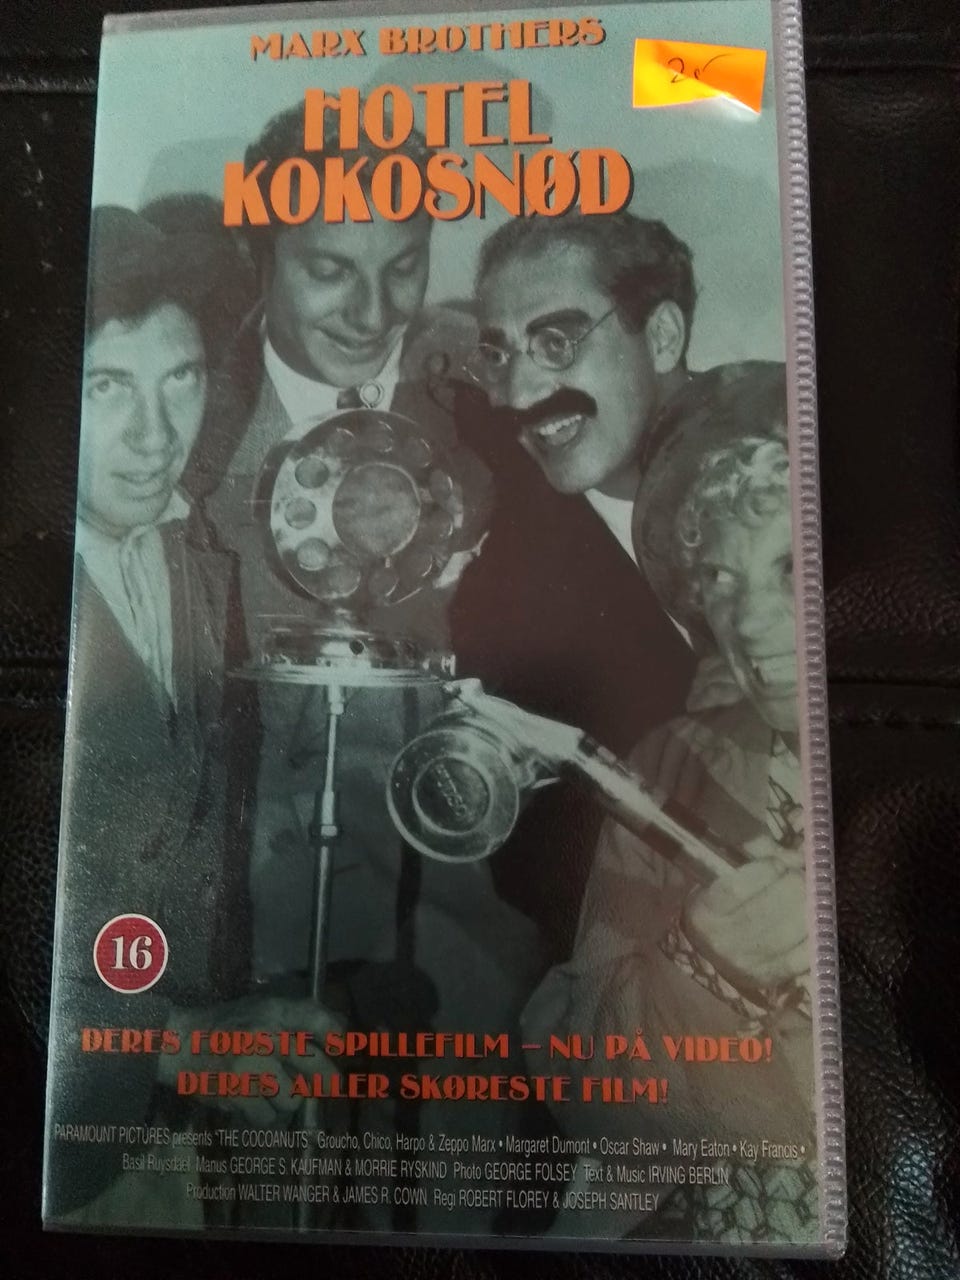 MARX BROTHERS
25
HOTEL
KOKOSNØD
16
DERES FØRSTE SPILLEFILM – NU PÅ VIDEO!
DERES ALLER SKØRESTE FILM!
PARAMOUNT PICTURES presents "THE COCOANUTS" Groucho, Chico, Harpo & Zeppo Marx • Margaret Dumont • Oscar Shaw • Mary Eaton • Kay Francis •
Basil Ruysdael Manus GEORGE S. KAUFMAN & MORRIE RYSKIND Photo GEORGE FOLSEY Text & Music IRVING BERLIN
Production WALTER WANGER & JAMES R. COWN Regi ROBERT FLOREY & JOSEPH SANTLEY